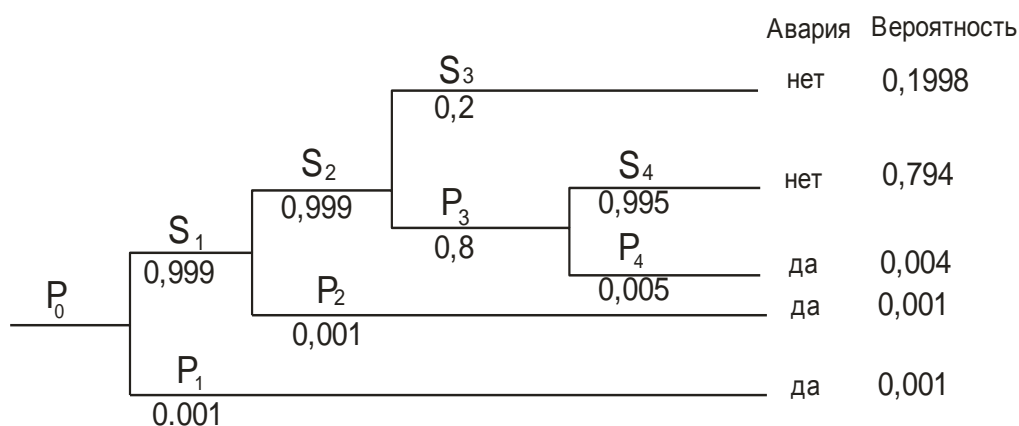 Авария Вероятность
S3
0,2
нет 0,1998
S2
0,999
S4
0,995
нет 0,794
P3
0,8
S1
0,999
P4
0,005
да 0,004
P0
P2
0,001
да 0,001
P1
0.001
да 0,001